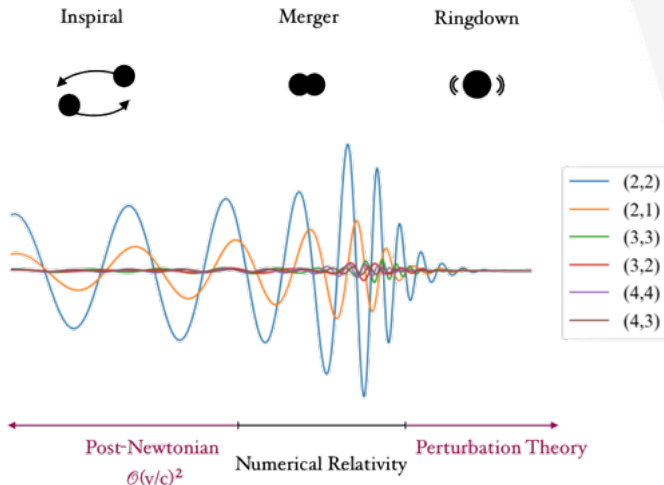 Inspiral
Merger
Ringdown
(2,2)
(2,1)
(3,3)
(3,2)
(4,4)
(4,3)
Post-Newtonian
𝒪(v/c)²
Numerical Relativity
Perturbation Theory